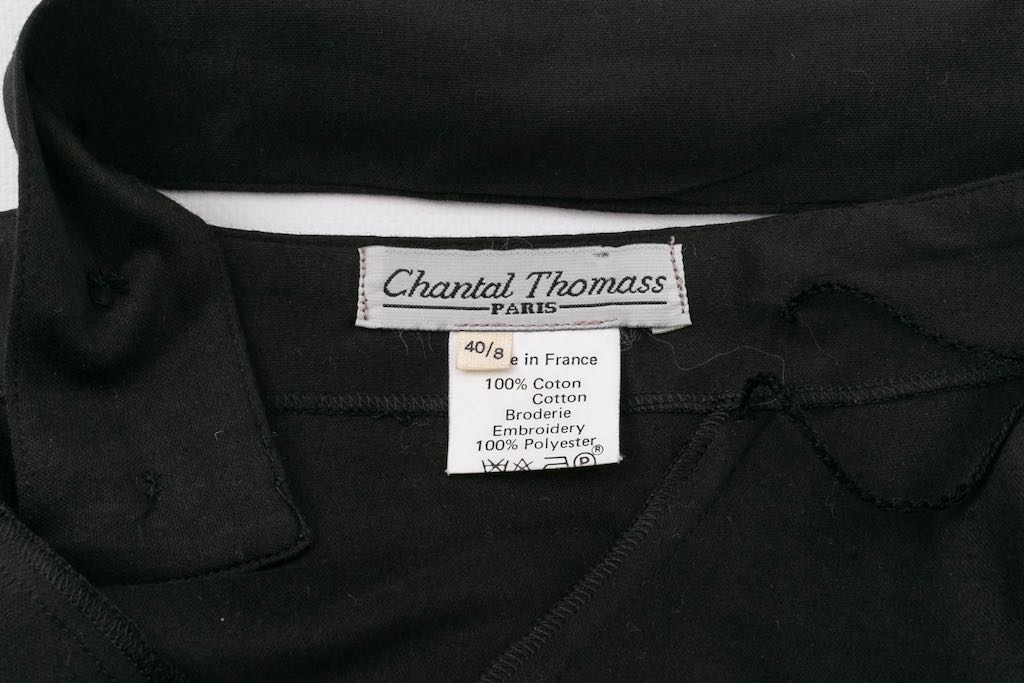 Chantal Thomass
PARIS
40/8
e in France
100% Coton
Cotton
Broderie
Embroidery
100% Polyester
P®